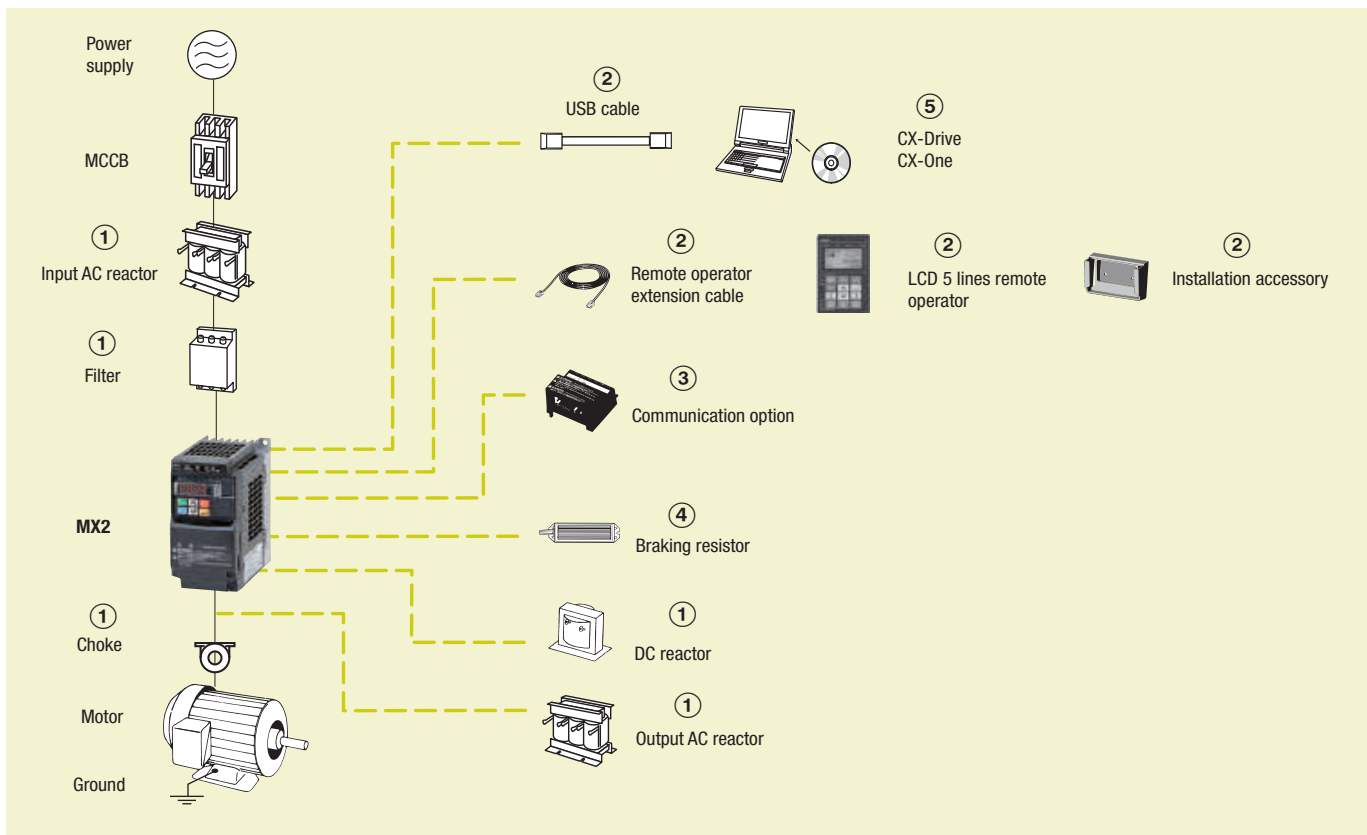 Power
supply
MCCB
①
Input AC reactor
①
Filter
MX2
①
Choke
Motor
Ground
②
USB cable
⑤
CX-Drive
CX-One
②
Remote operator
extension cable
②
LCD 5 lines remote
operator
②
Installation accessory
③
Communication option
④
Braking resistor
①
DC reactor
①
Output AC reactor